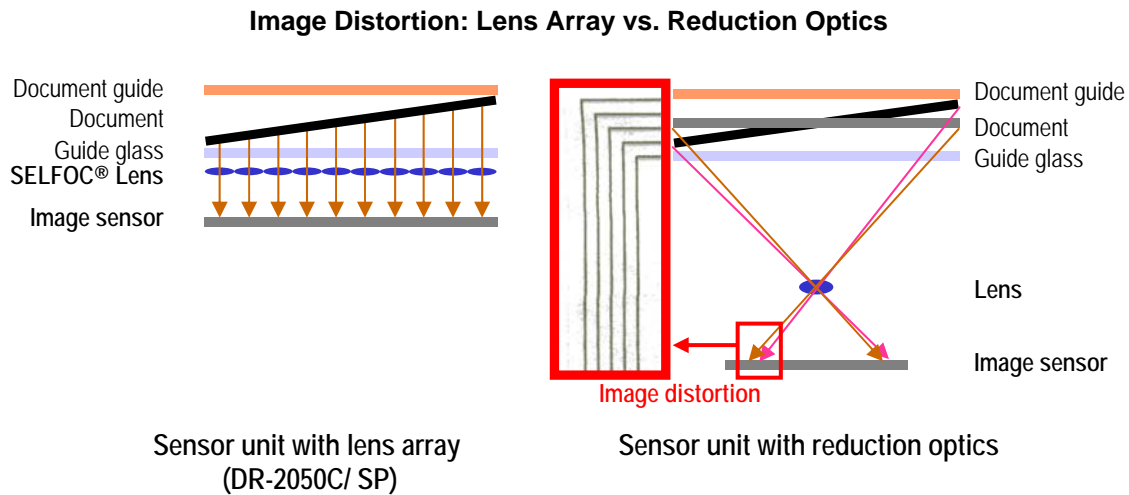 Image Distortion: Lens Array vs. Reduction Optics
Document guide
Document
Guide glass
SELFOC® Lens
Image sensor
Document guide
Document
Guide glass
Lens
Image sensor
Image distortion
Sensor unit with lens array
(DR-2050C/ SP)
Sensor unit with reduction optics